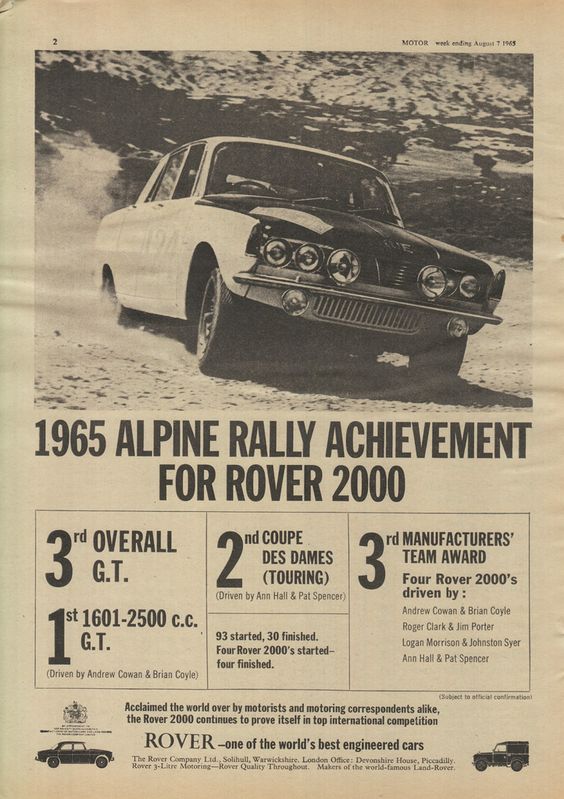 2
MOTOR week ending August 7 1965
1965 ALPINE RALLY ACHIEVEMENT
FOR ROVER 2000
3rd OVERALL
G.T.
1st 1601-2500 c.c.
G.T.
(Driven by Andrew Cowan & Brian Coyle)
2nd COUPE
DES DAMES
(TOURING)
(Driven by Ann Hall & Pat Spencer)
93 started, 30 finished.
Four Rover 2000's started–
four finished.
3rd MANUFACTURERS'
TEAM AWARD
Four Rover 2000's
driven by :
Andrew Cowan & Brian Coyle
Roger Clark & Jim Porter
Logan Morrison & Johnston Syer
Ann Hall & Pat Spencer
(Subject to official confirmation)
Acclaimed the world over by motorists and motoring correspondents alike,
the Rover 2000 continues to prove itself in top international competition
ROVER –one of the world's best engineered cars
The Rover Company Ltd., Solihull, Warwickshire. London Office: Devonshire House, Piccadilly.
Rover 3-Litre Motoring—Rover Quality Throughout. Makers of the world-famous Land-Rover.